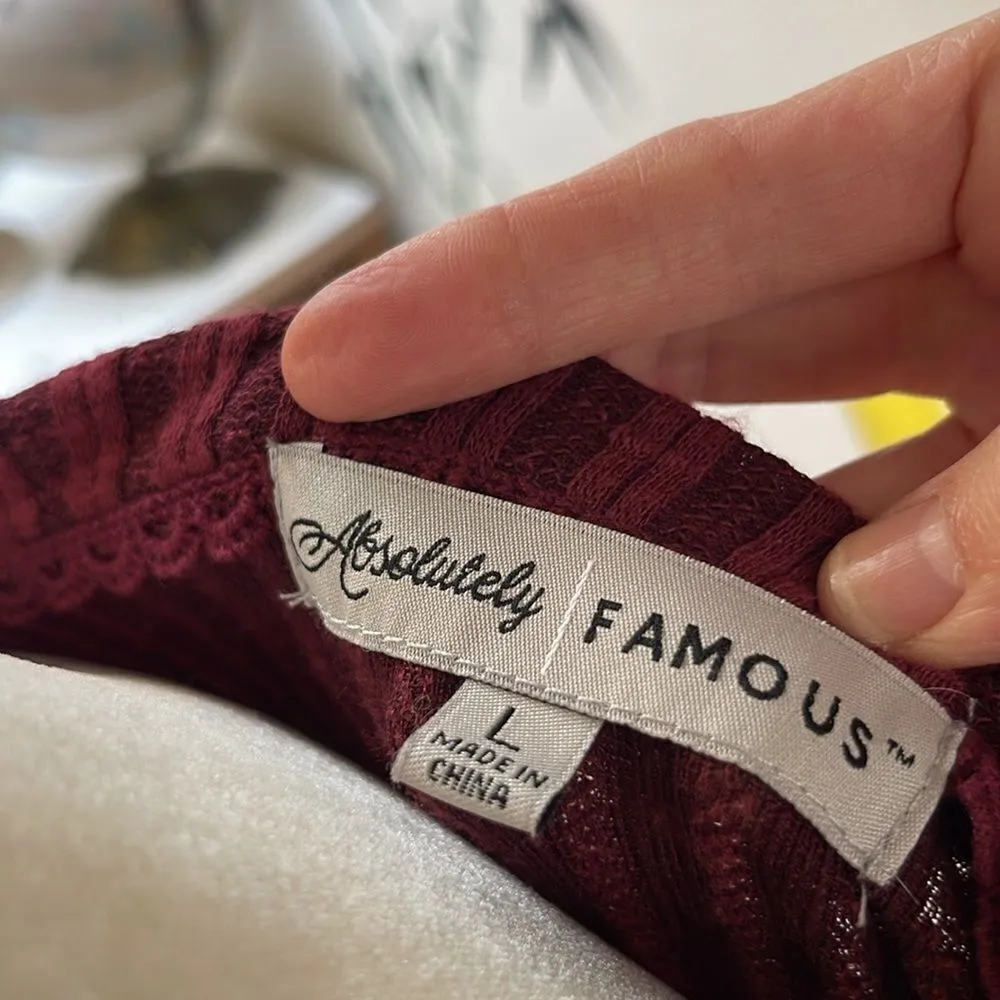 Absolutely | FAMOUS™
L
MADE IN
CHINA